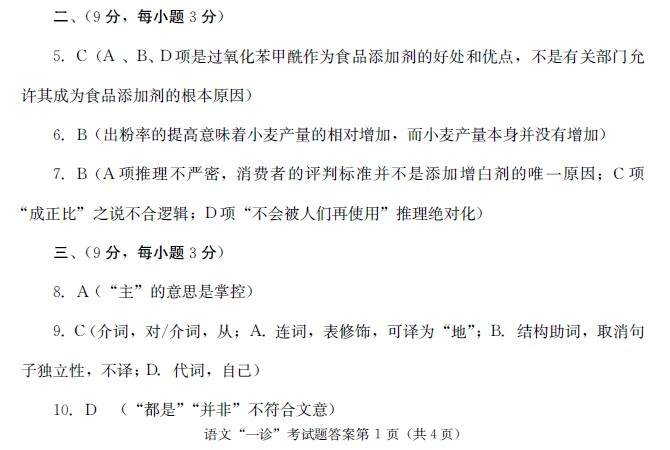 二、(9分，每小题3分)
5. C (A 、B、D项是过氧化苯甲酰作为食品添加剂的好处和优点，不是有关部门允
许其成为食品添加剂的根本原因)
6. B (出粉率的提高意味着小麦产量的相对增加，而小麦产量本身并没有增加)
7. B (A项推理不严密，消费者的评判标准并不是添加增白剂的唯一原因；C项
“成正比”之说不合逻辑；D项“不会被人们再使用”推理绝对化)
三、(9分，每小题3分)
8. A (“主”的意思是掌控)
9. C (介词，对/介词，从；A. 连词，表修饰，可译为“地”；B. 结构助词，取消句
子独立性，不译；D. 代词，自己)
10. D (“都是”“并非”不符合文意)
语文“一诊”考试题答案第1页(共4页)